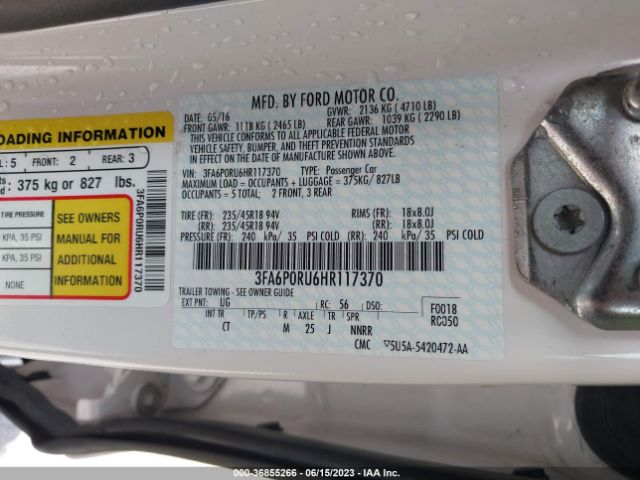 MFD. BY FORD MOTOR CO.
DATE: 05/16 GVWR: 2136 KG ( 4710 LB)
FRONT GAWR: 1118 KG ( 2465 LB) REAR GAWR: 1039 KG ( 2290 LB)
THIS VEHICLE CONFORMS TO ALL APPLICABLE FEDERAL MOTOR
VEHICLE SAFETY, BUMPER, AND THEFT PREVENTION STANDARDS
IN EFFECT ON THE DATE OF MANUFACTURE SHOWN ABOVE.
VIN: 3FA6P0RU6HR117370 TYPE: Passenger Car
MAXIMUM LOAD = OCCUPANTS + LUGGAGE = 375KG/ 827LB
OCCUPANTS = 5 TOTAL; 2 FRONT, 3 REAR
TIRE (FR): 235/45R18 94V RIMS (FR): 18x8.0J
(RR): 235/45R18 94V (RR): 18x8.0J
PRESSURE (FR): 240 kPa/ 35 PSI COLD (RR): 240 kPa/ 35 PSI COLD
3FA6P0RU6HR117370
TRAILER TOWING - SEE OWNER GUIDE
EXT PNT: UG RC: 56 DSO: F0018
INT TR TP/PS R AXLE TR SPR RC050
CT M 25 J NNRR
CMC ▽5U5A-5420472-AA
OADING INFORMATION
: 5 FRONT: 2 REAR: 3
: 375 kg or 827 lbs.
TIRE PRESSURE
KPA, 35 PSI
KPA, 35 PSI
NONE
SEE OWNERS
MANUAL FOR
ADDITIONAL
INFORMATION
3FA6P0RU6HR117370
000-36855266 - 06/15/2023 - IAA Inc.